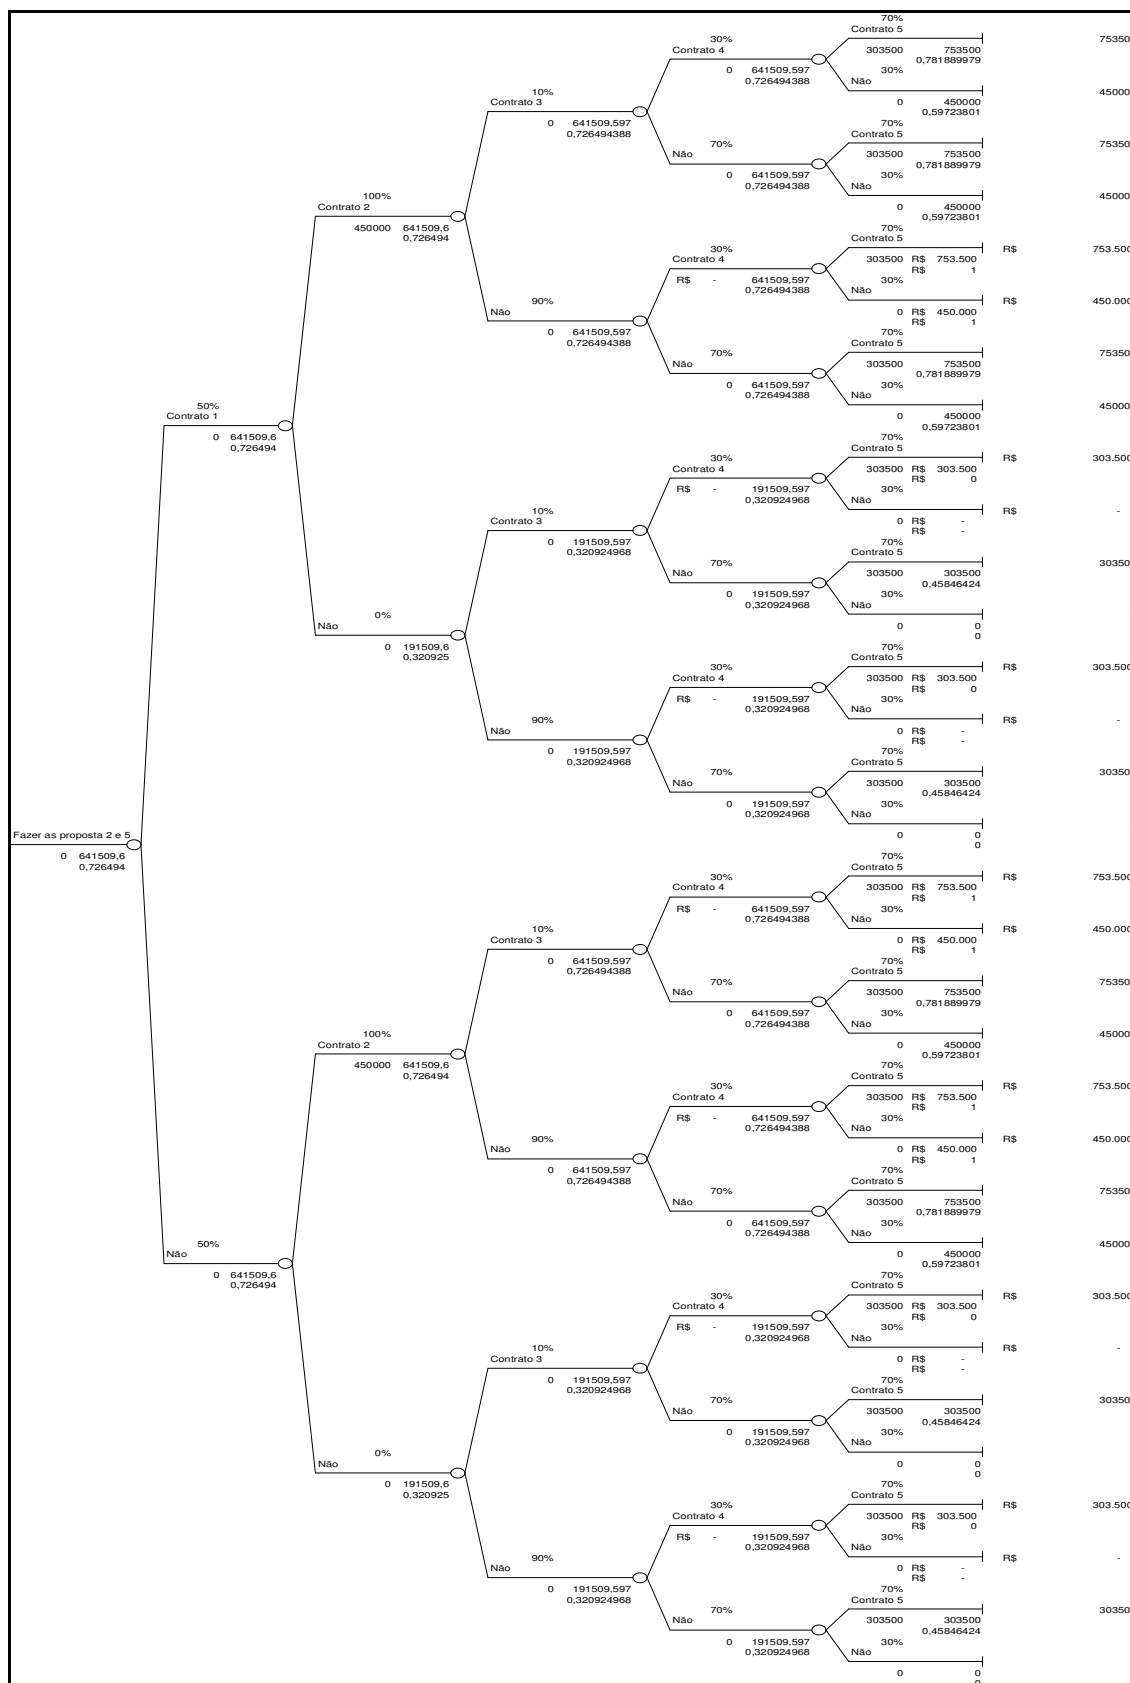 70%
Contrato 5
30%
75350
Contrato 4
303500 753500
0,781889979
0 641509,597
30%
0,726494388
Não
10%
45000
Contrato 3
0 450000
0,59723801
0 641509,597
70%
0,726494388
Contrato 5
70%
75350
Não
303500 753500
0,781889979
0 641509,597
30%
0,726494388
Não
100%
45000
Contrato 2
0 450000
0,59723801
450000 641509,6
70%
0,726494
Contrato 5
30%
R$ 753.500
Contrato 4
303500 R$ 753.500
R$ 1
R$ - 641509,597
30%
0,726494388
Não
90%
R$ 450.000
Não
0 R$ 450.000
R$ 1
0 641509,597
70%
0,726494388
Contrato 5
70%
75350
Não
303500 753500
0,781889979
0 641509,597
30%
0,726494388
Não
50%
45000
Contrato 1
0 450000
0,59723801
0 641509,6
70%
0,726494
Contrato 5
30%
R$ 303.500
Contrato 4
303500 R$ 303.500
R$ 0
R$ - 191509,597
30%
0,320924968
Não
10%
R$ -
Contrato 3
0 R$ -
R$ -
0 191509,597
70%
0,320924968
Contrato 5
70%
30350
Não
303500 303500
0,45846424
0 191509,597
30%
0,320924968
Não
0%
Não
0 0
0
0 191509,6
70%
0,320925
Contrato 5
30%
R$ 303.500
Contrato 4
303500 R$ 303.500
R$ 0
R$ - 191509,597
30%
0,320924968
Não
90%
R$ -
Não
0 R$ -
R$ -
0 191509,597
70%
0,320924968
Contrato 5
70%
30350
Não
303500 303500
0,45846424
0 191509,597
30%
0,320924968
Não
Fazer as proposta 2 e 5
0 0
0
0 641509,6
0,726494
70%
Contrato 5
30%
R$ 753.500
Contrato 4
303500 R$ 753.500
R$ 1
R$ - 641509,597
30%
0,726494388
Não
10%
R$ 450.000
Contrato 3
0 R$ 450.000
R$ 1
0 641509,597
70%
0,726494388
Contrato 5
70%
75350
Não
303500 753500
0,781889979
0 641509,597
30%
0,726494388
Não
100%
45000
Contrato 2
0 450000
0,59723801
450000 641509,6
70%
0,726494
Contrato 5
30%
R$ 753.500
Contrato 4
303500 R$ 753.500
R$ 1
R$ - 641509,597
30%
0,726494388
Não
90%
R$ 450.000
Não
0 R$ 450.000
R$ 1
0 641509,597
70%
0,726494388
Contrato 5
70%
75350
Não
303500 753500
0,781889979
0 641509,597
30%
0,726494388
Não
50%
45000
Não
0 450000
0,59723801
0 641509,6
70%
0,726494
Contrato 5
30%
R$ 303.500
Contrato 4
303500 R$ 303.500
R$ 0
R$ - 191509,597
30%
0,320924968
Não
10%
R$ -
Contrato 3
0 R$ -
R$ -
0 191509,597
70%
0,320924968
Contrato 5
70%
30350
Não
303500 303500
0,45846424
0 191509,597
30%
0,320924968
Não
0%
Não
0 0
0
0 191509,6
70%
0,320925
Contrato 5
30%
R$ 303.500
Contrato 4
303500 R$ 303.500
R$ 0
R$ - 191509,597
30%
0,320924968
Não
90%
R$ -
Não
0 R$ -
R$ -
0 191509,597
70%
0,320924968
Contrato 5
70%
30350
Não
303500 303500
0,45846424
0 191509,597
30%
0,320924968
Não
0 0